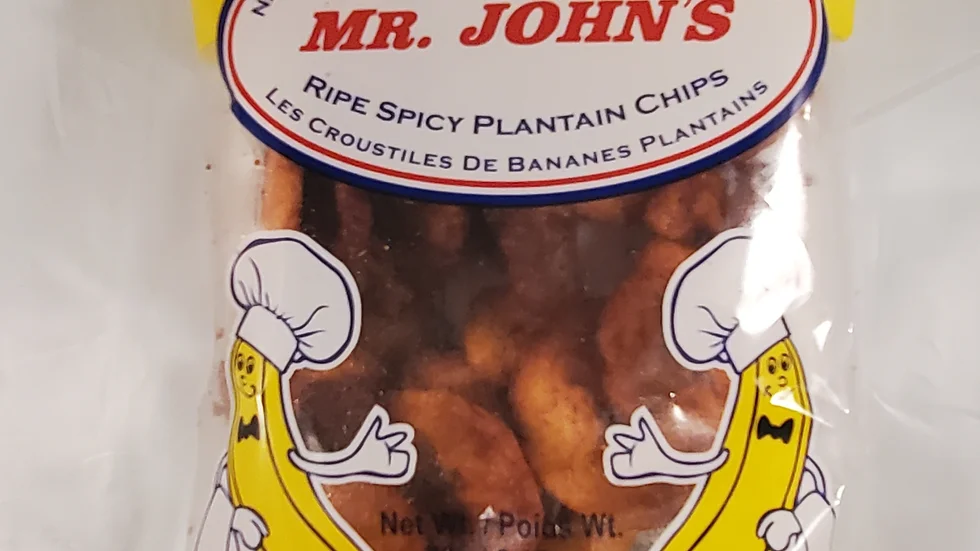 MR. JOHN'S
RIPE SPICY PLANTAIN CHIPS
LES CROUSTILES DE BANANES PLANTAINS
Net Wt. / Poids Wt.